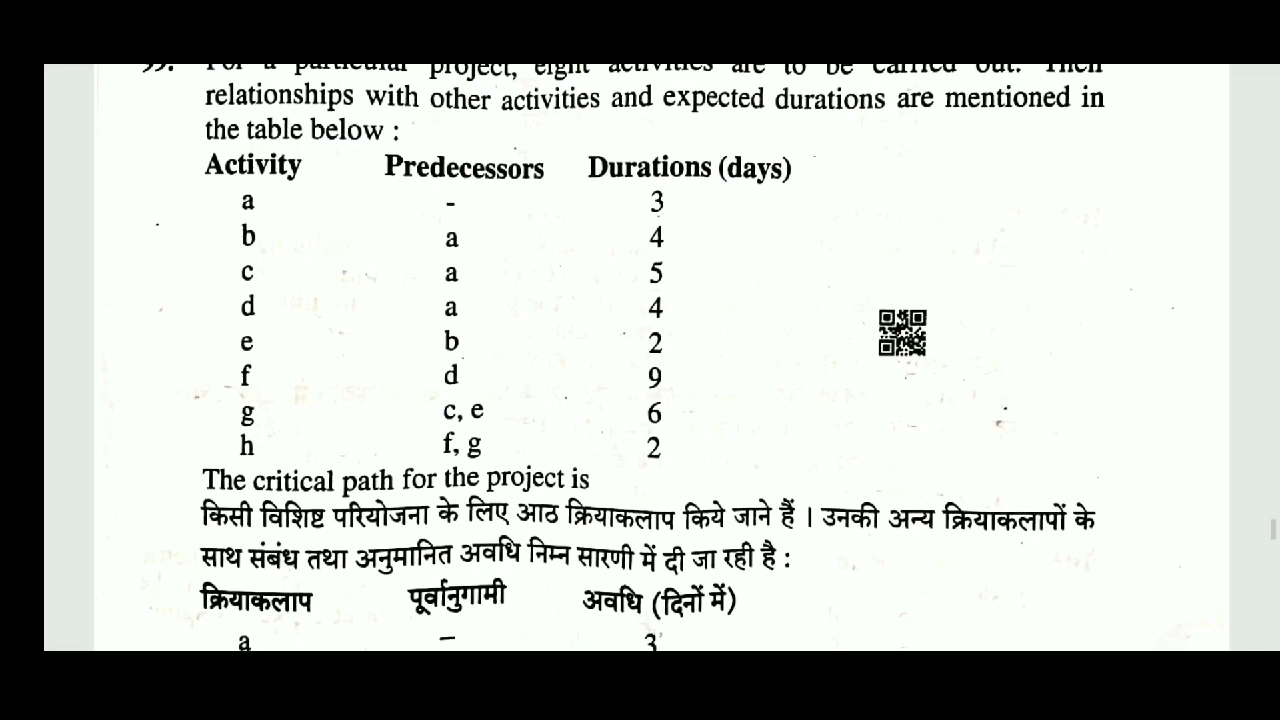 relationships with other activities and expected durations are mentioned in
the table below :
Activity Predecessors Durations (days)
a - 3
b a 4
c a 5
d a 4
e b 2
f d 9
g c, e 6
h f, g 2
The critical path for the project is
किसी विशिष्ट परियोजना के लिए आठ क्रियाकलाप किये जाने हैं । उनकी अन्य क्रियाकलापों के
साथ संबंध तथा अनुमानित अवधि निम्न सारणी में दी जा रही है :
क्रियाकलाप पूर्वानुगामी अवधि (दिनों में)
a – 3